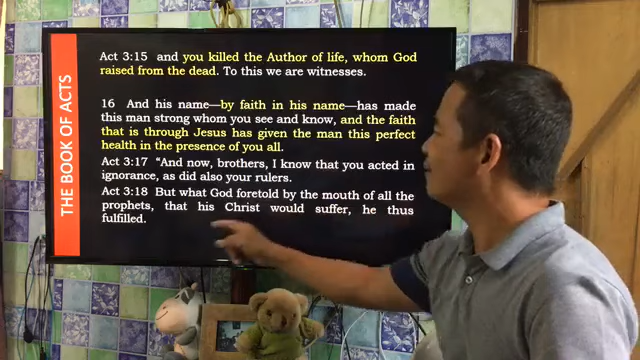 THE BOOK OF ACTS
Act 3:15 and you killed the Author of life, whom God
raised from the dead. To this we are witnesses.
16 And his name—by faith in his name—has made
this man strong whom you see and know, and the faith
that is through Jesus has given the man this perfect
health in the presence of you all.
Act 3:17 “And now, brothers, I know that you acted in
ignorance, as did also your rulers.
Act 3:18 But what God foretold by the mouth of all the
prophets, that his Christ would suffer, he thus
fulfilled.